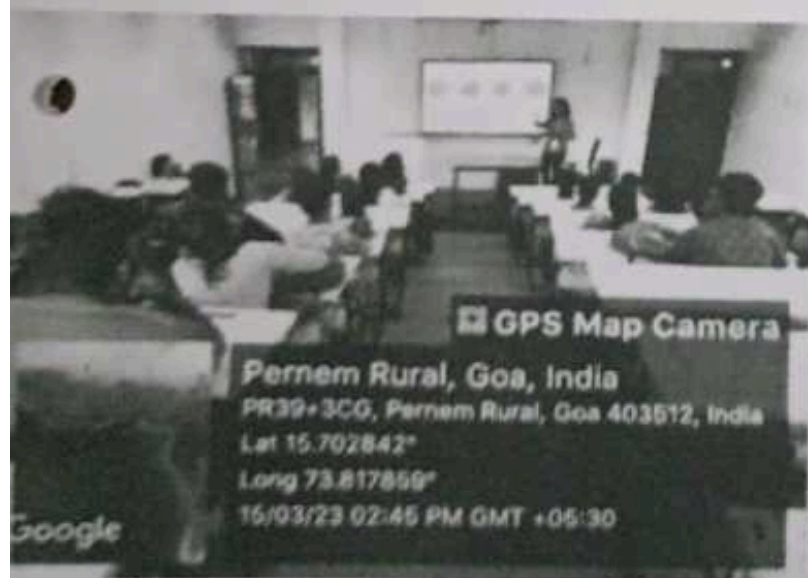 GPS Map Camera
Pernem Rural, Goa, India
PR39+3CG, Pernem Rural, Goa 403512, India
Lat 15.702842°
Long 73.817859°
15/03/23 02:45 PM GMT +05:30
Google